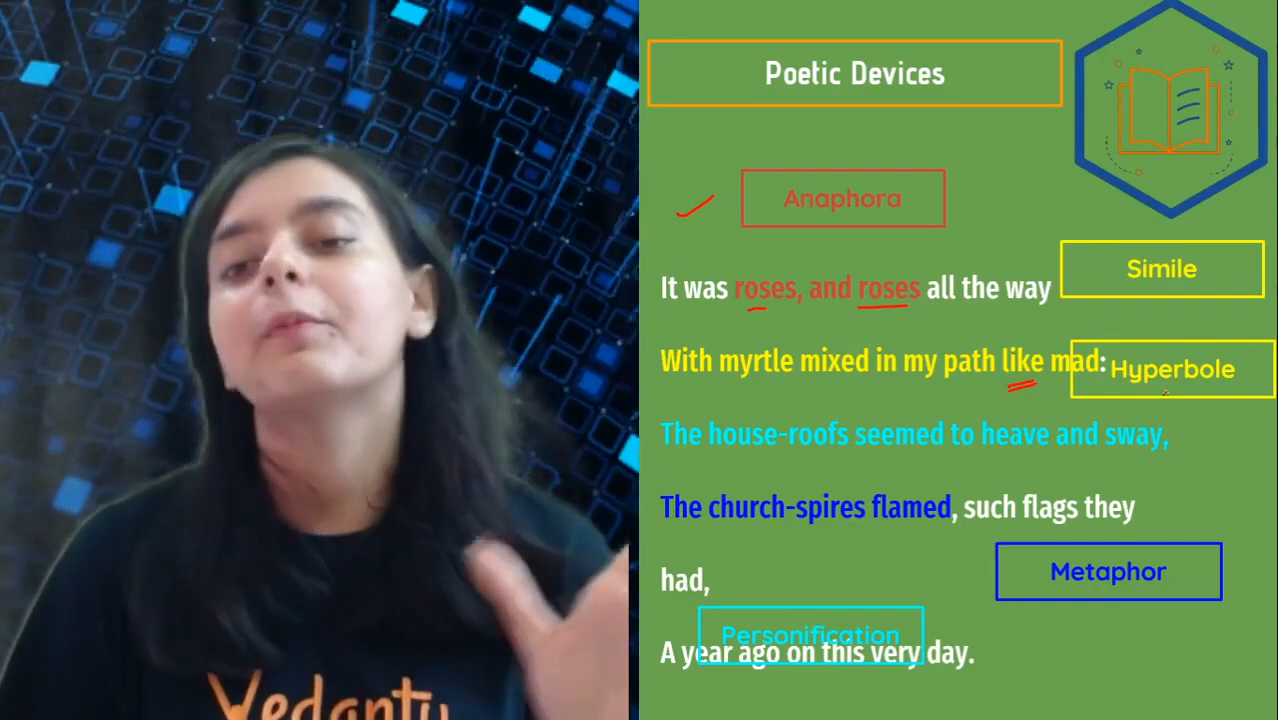 Poetic Devices
Anaphora
Simile
It was roses, and roses all the way
With myrtle mixed in my path like mad:
Hyperbole
The house-roofs seemed to heave and sway,
The church-spires flamed, such flags they
Metaphor
had,
Personification
A year ago on this very day.
Vedantu